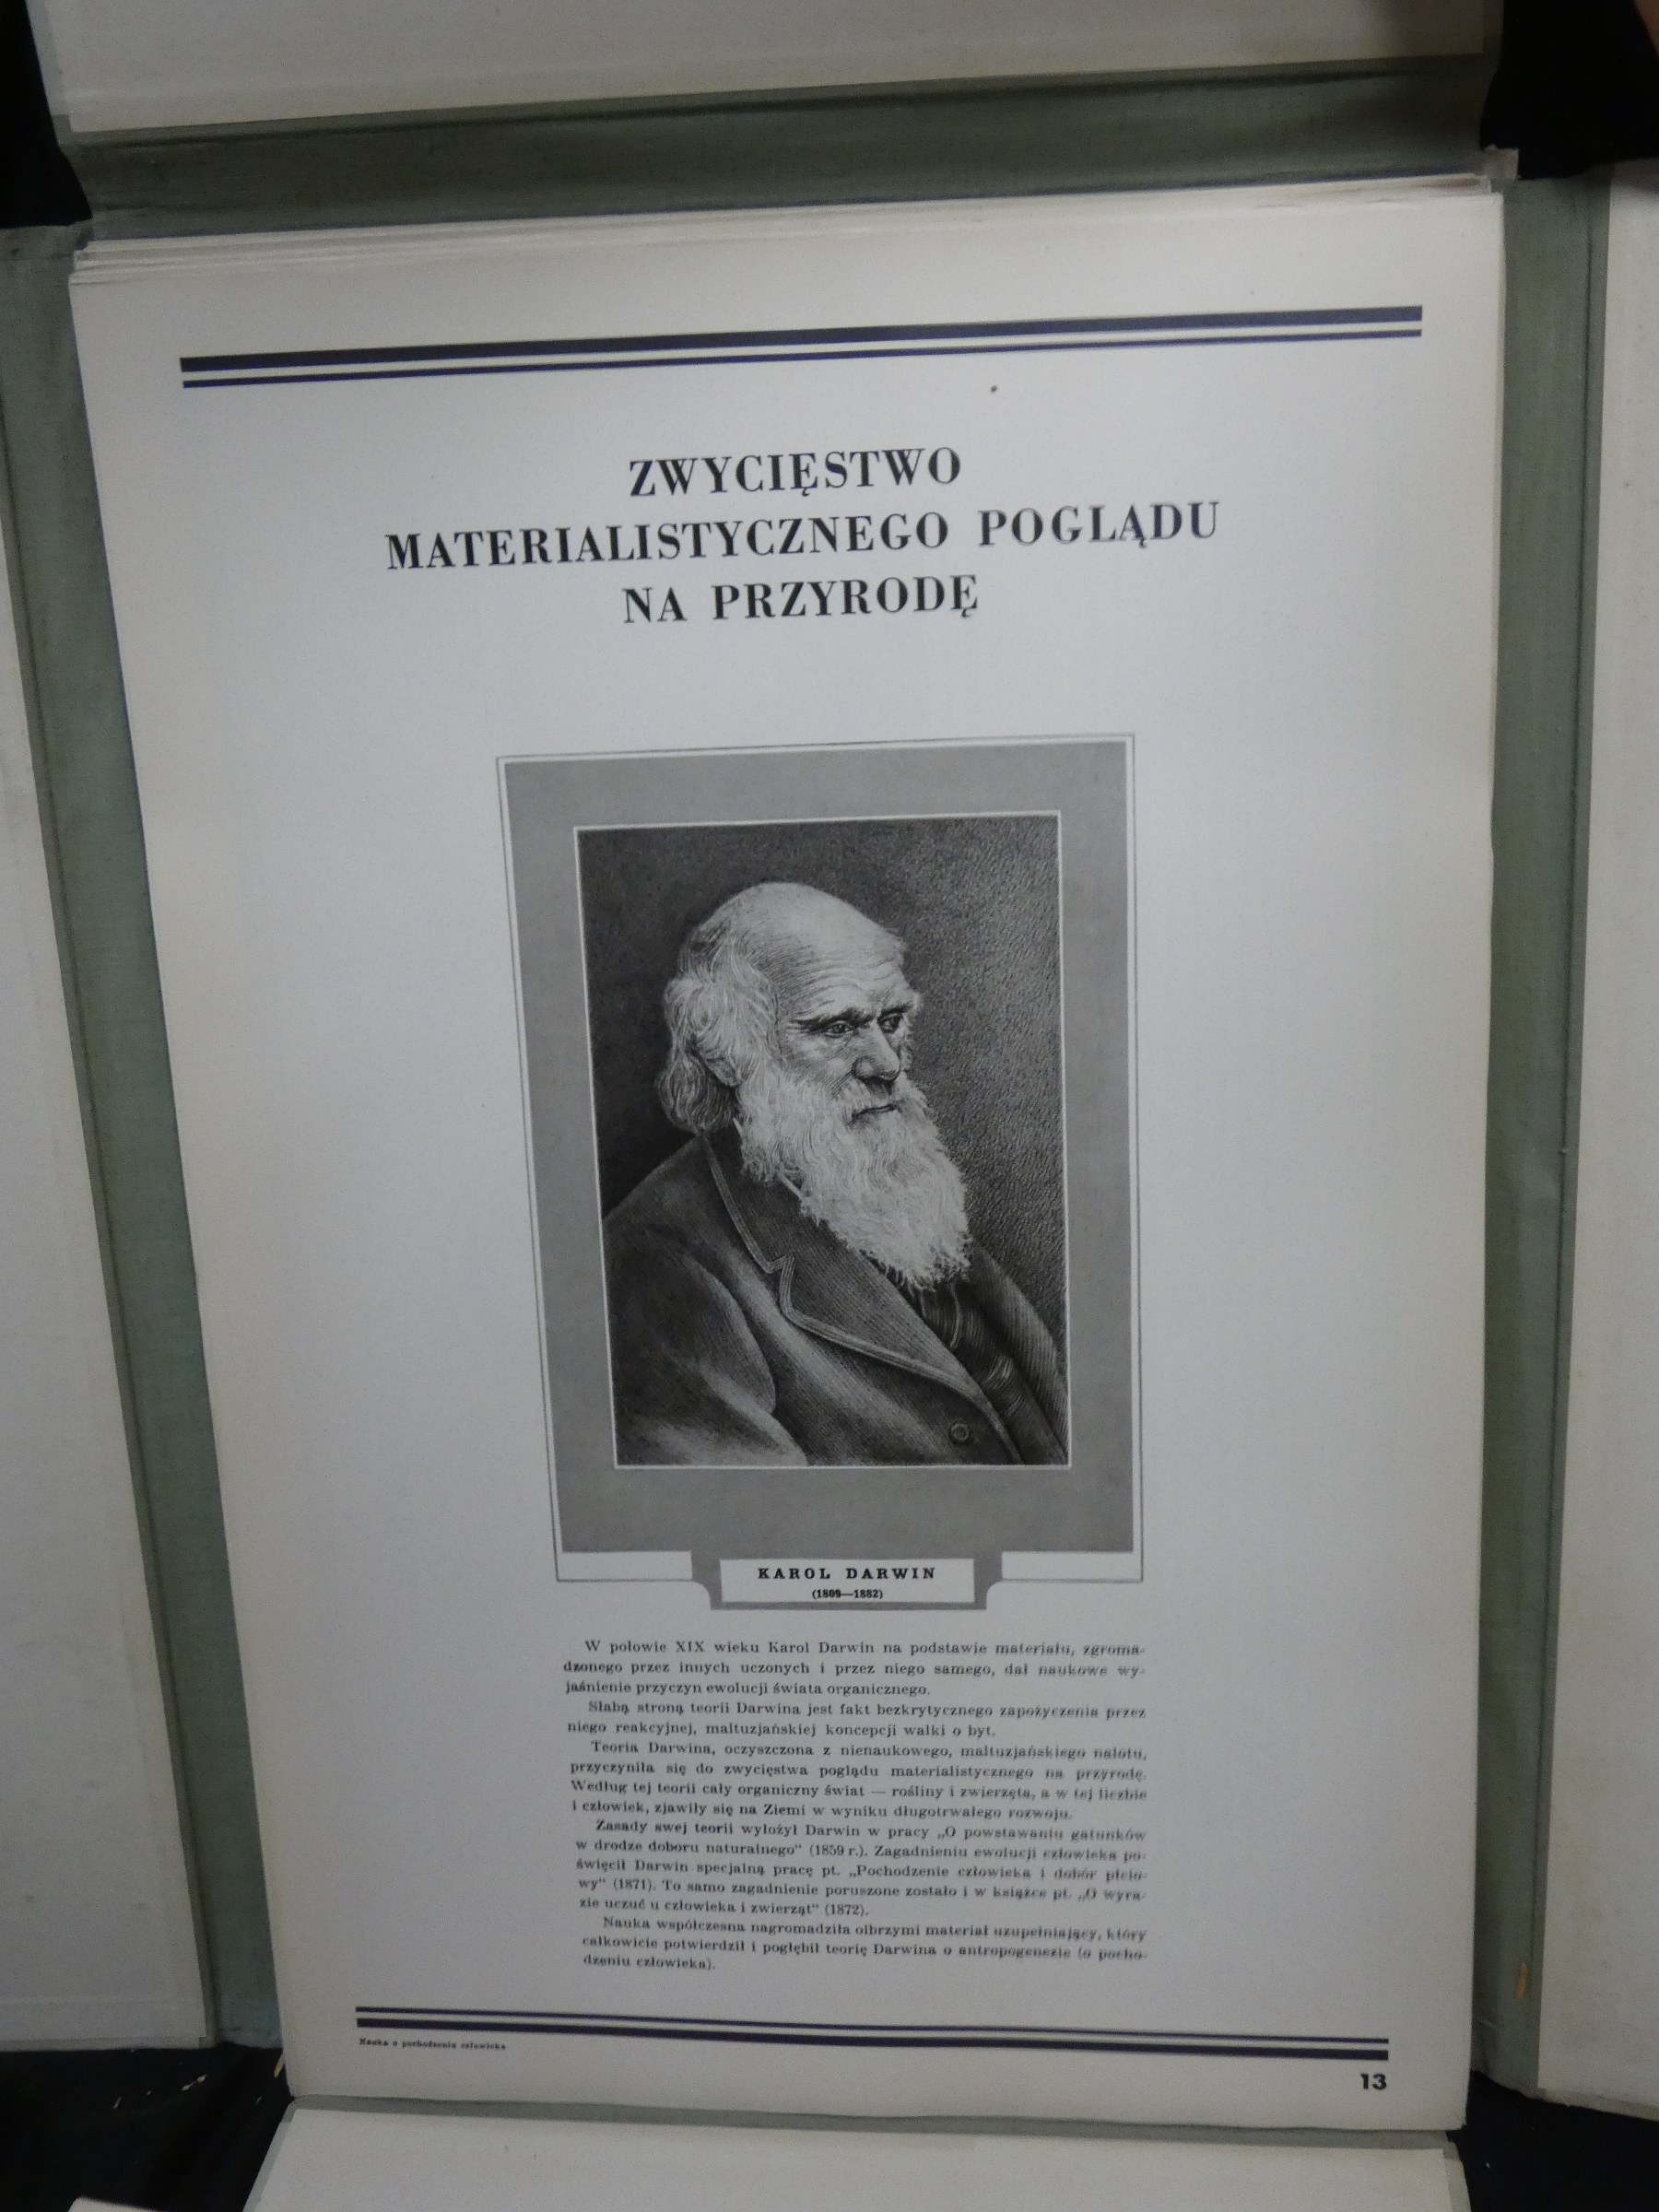 ZWYCIĘSTWO
MATERIALISTYCZNEGO POGLĄDU
NA PRZYRODĘ
KAROL DARWIN
(1809—1882)
W połowie XIX wieku Karol Darwin na podstawie materiału, zgroma-
dzonego przez innych uczonych i przez niego samego, dał naukowe wy-
jaśnienie przyczyn ewolucji świata organicznego.
Słabą stroną teorii Darwina jest fakt bezkrytycznego zapożyczenia przez
niego reakcyjnej, maltuzjańskiej koncepcji walki o byt.
Teoria Darwina, oczyszczona z nienaukowego, maltuzjańskiego nalotu,
przyczyniła się do zwycięstwa poglądu materialistycznego na przyrodę.
Według tej teorii cały organiczny świat — rośliny i zwierzęta, a w tej liczbie
i człowiek, zjawiły się na Ziemi w wyniku długotrwałego rozwoju.
Zasady swej teorii wyłożył Darwin w pracy „O powstawaniu gatunków
w drodze doboru naturalnego" (1859 r.). Zagadnieniu ewolucji człowieka po-
święcił Darwin specjalną pracę pt. „Pochodzenie człowieka i dobór płcio-
wy" (1871). To samo zagadnienie poruszone zostało i w książce pt. „O wyra-
zie uczuć u człowieka i zwierząt" (1872).
Nauka współczesna nagromadziła olbrzymi materiał uzupełniający, który
całkowicie potwierdził i pogłębił teorię Darwina o antropogenezie (o pocho-
dzeniu człowieka).
Nauka o pochodzeniu człowieka
13